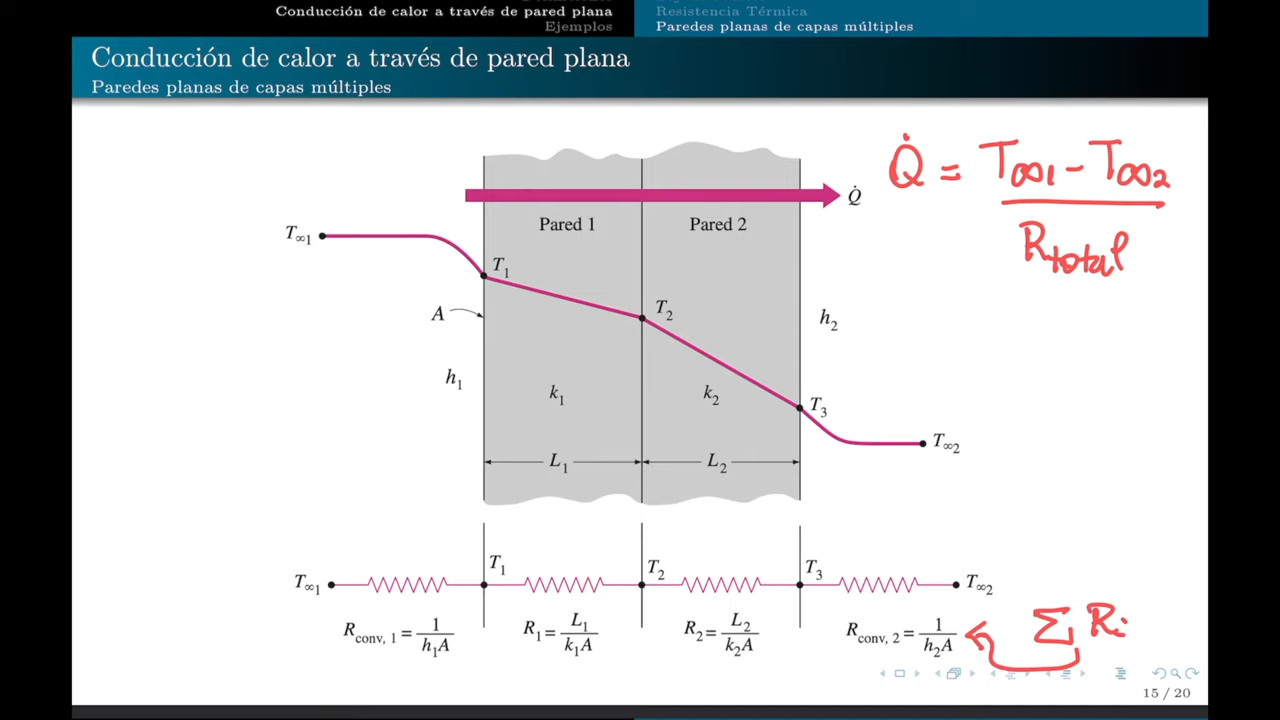 Conducción de calor a través de pared plana
Ejemplos
Resistencia Térmica
Paredes planas de capas múltiples
Conducción de calor a través de pared plana
Paredes planas de capas múltiples
Q̇ = T∞1 - T∞2
Rtotal
Q̇
Pared 1 Pared 2
T∞1
T1
A
T2
h2
h1
k1 k2
T3
T∞2
L1 L2
T∞1 T1 T2 T3 T∞2
Rconv, 1 = 1/h1A R1 = L1/k1A R2 = L2/k2A Rconv, 2 = 1/h2A Σ Ri
15 / 20